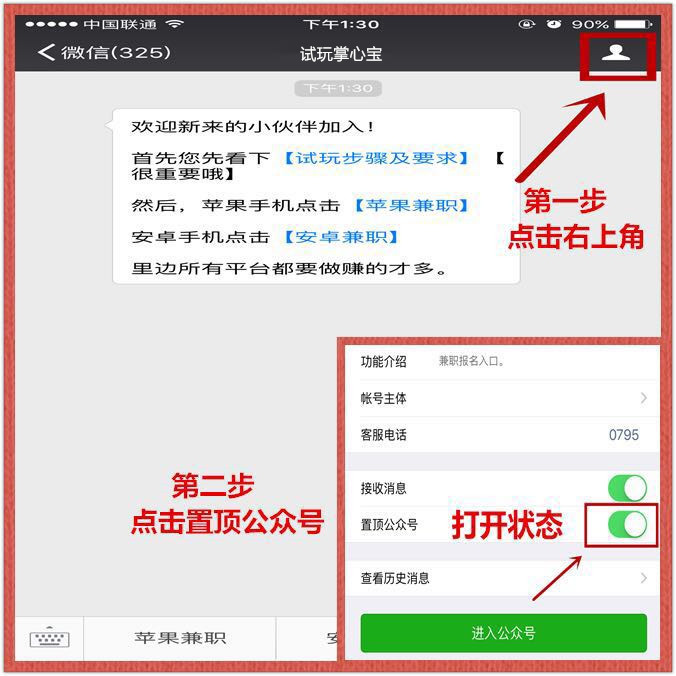 中国联通 下午1:30 90%
微信(325) 试玩掌心宝
下午1:30
欢迎新来的小伙伴加入！
首先您先看下【试玩步骤及要求】【
很重要哦】
然后，苹果手机点击【苹果兼职】
安卓手机点击【安卓兼职】
里边所有平台都要做赚的才多。
第一步
点击右上角
第二步
点击置顶公众号
功能介绍 兼职报名入口。
帐号主体
客服电话 0795
接收消息
置顶公众号
打开状态
查看历史消息
进入公众号
苹果兼职